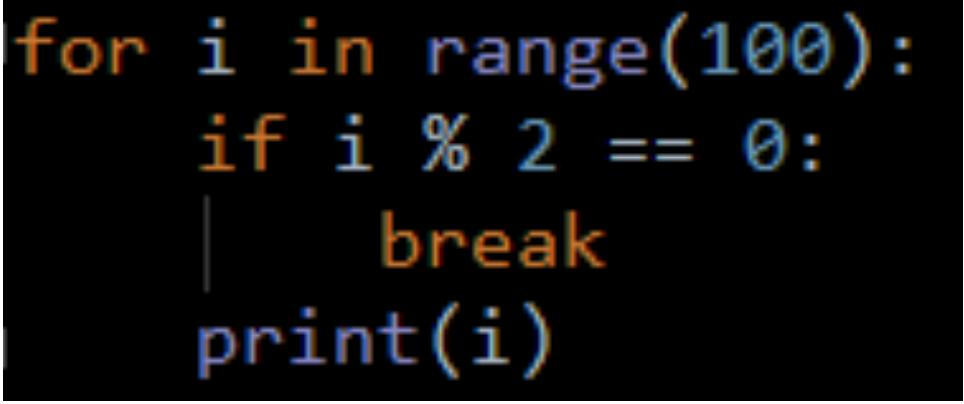 for i in range(100):
    if i % 2 == 0:
        break
    print(i)